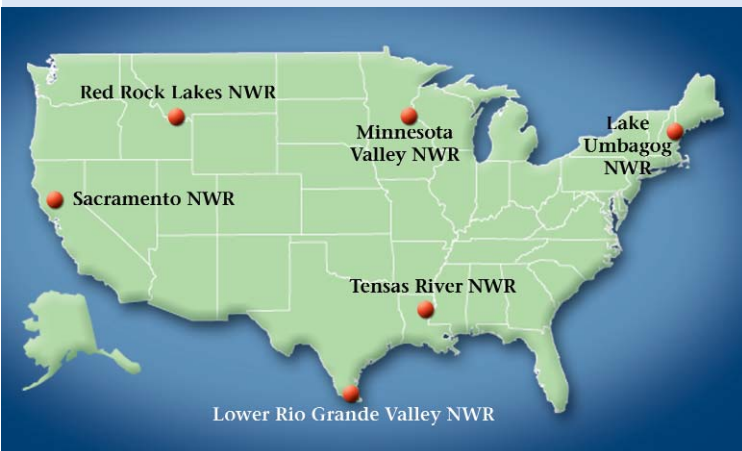 Red Rock Lakes NWR
Minnesota
Valley NWR
Lake
Umbagog
NWR
Sacramento NWR
Tensas River NWR
Lower Rio Grande Valley NWR